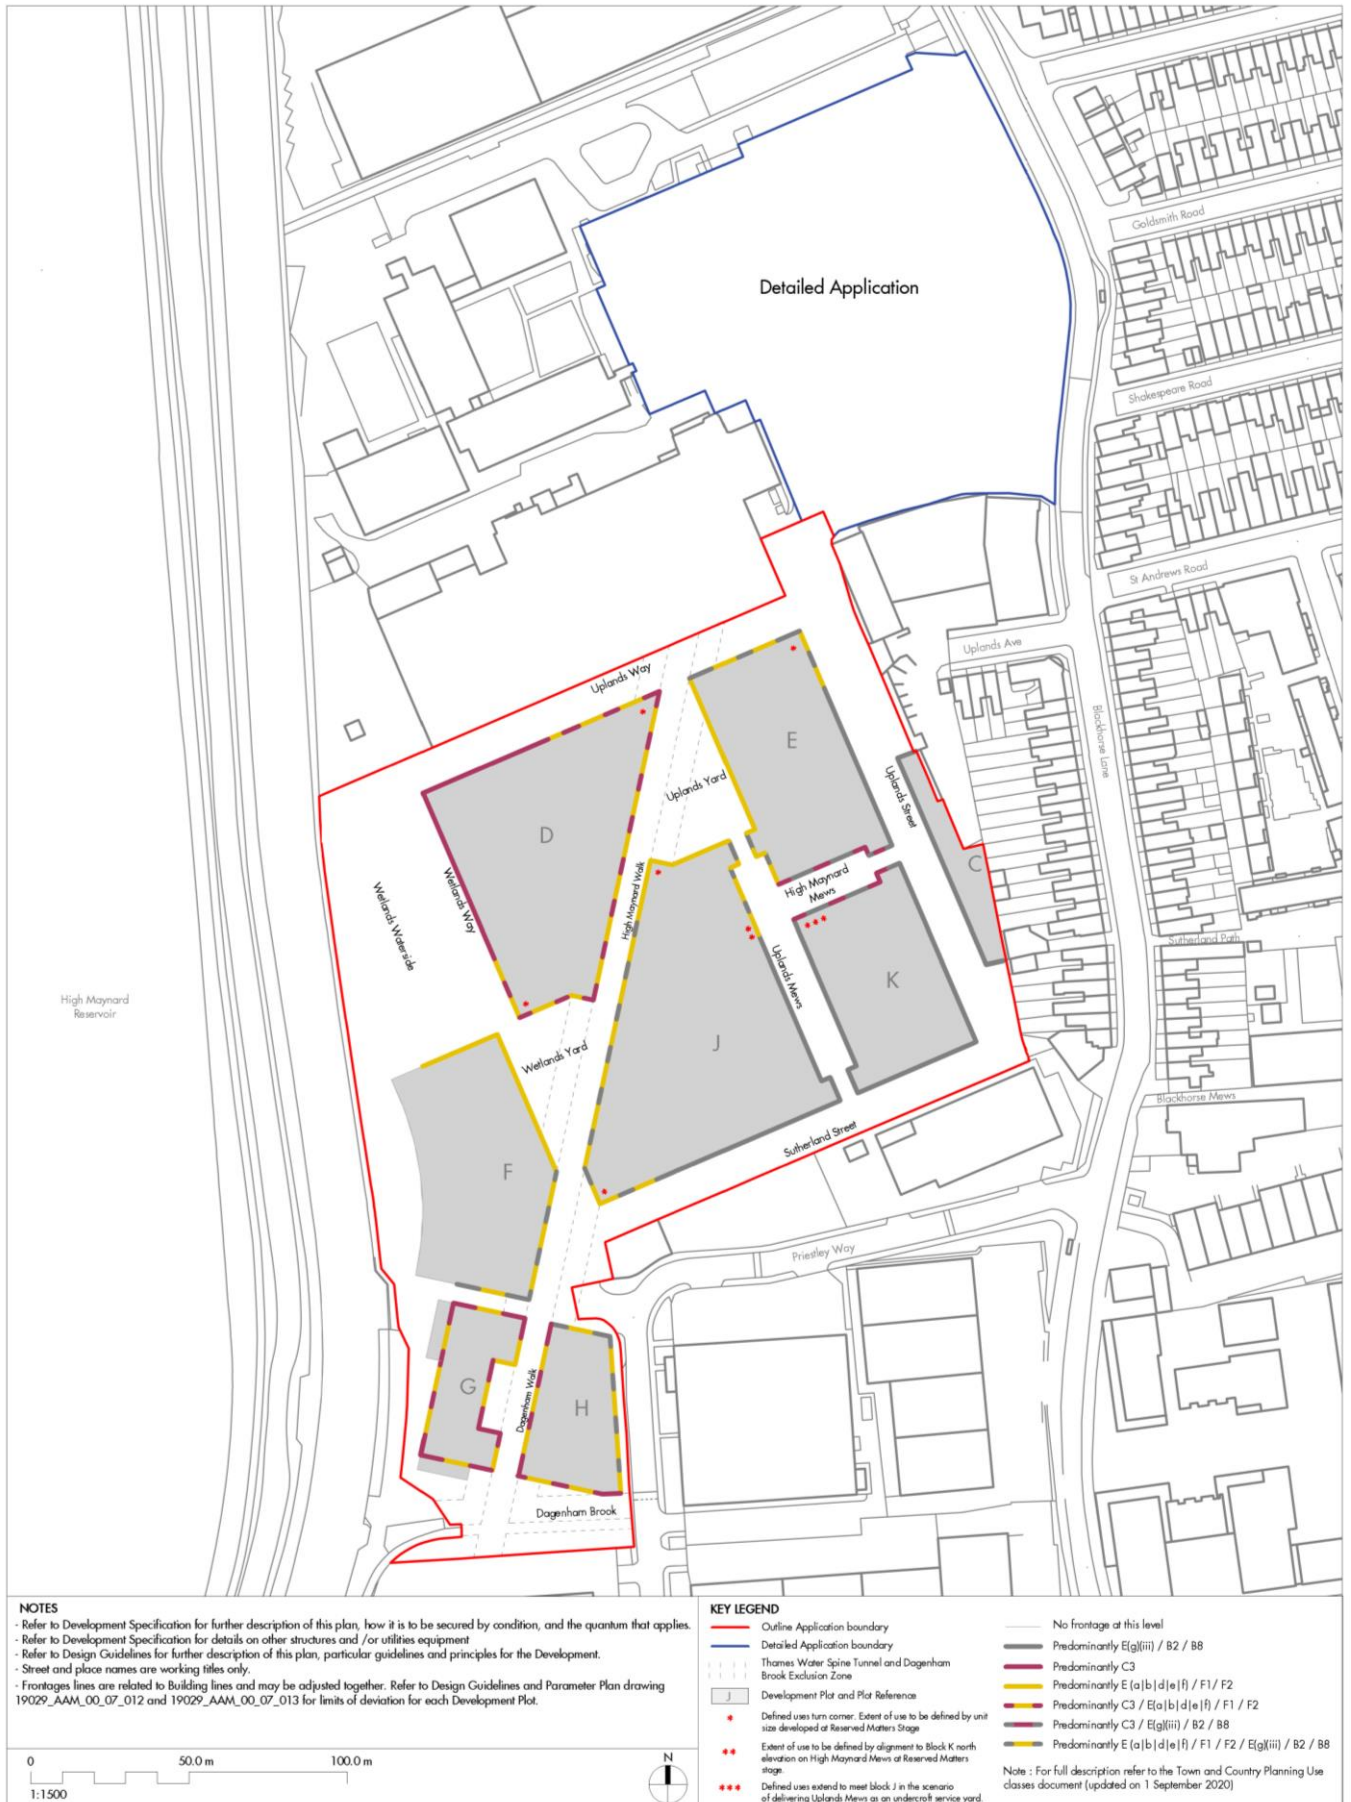 Goldsmith Road
Detailed Application
Shakespeare Road
St Andrews Road
Uplands Ave
Uplands Way
Blackhorse Lane
E
Uplands Yard
Uplands Street
D
C
High Maynard
Mews
Wetlands Way
High Maynard Walk
Wetlands Waterside
Sutherland Path
Uplands Mews
K
High Maynard
Reservoir
J
Wetlands Yard
Blackhorse Mews
Sutherland Street
F
Priestley Way
G
Dagenham Walk
H
Dagenham Brook
NOTES
- Refer to Development Specification for further description of this plan, how it is to be secured by condition, and the quantum that applies.
- Refer to Development Specification for details on other structures and /or utilities equipment
- Refer to Design Guidelines for further description of this plan, particular guidelines and principles for the Development.
- Street and place names are working titles only.
- Frontages lines are related to Building lines and may be adjusted together. Refer to Design Guidelines and Parameter Plan drawing
19029_AAM_00_07_012 and 19029_AAM_00_07_013 for limits of deviation for each Development Plot.
0 50.0 m 100.0 m
1:1500
N
KEY LEGEND
Outline Application boundary
Detailed Application boundary
Thames Water Spine Tunnel and Dagenham
Brook Exclusion Zone
J Development Plot and Plot Reference
* Defined uses turn corner. Extent of use to be defined by unit
size developed at Reserved Matters Stage
** Extent of use to be defined by alignment to Block K north
elevation on High Maynard Mews at Reserved Matters
stage.
*** Defined uses extend to meet block J in the scenario
of delivering Uplands Mews as an undercroft service yard.
No frontage at this level
Predominantly E(g)(iii) / B2 / B8
Predominantly C3
Predominantly E (a|b|d|e|f) / F1/ F2
Predominantly C3 / E(a|b|d|e|f) / F1 / F2
Predominantly C3 / E(g)(iii) / B2 / B8
Predominantly E (a|b|d|e|f) / F1 / F2 / E(g)(iii) / B2 / B8
Note : For full description refer to the Town and Country Planning Use
classes document (updated on 1 September 2020)